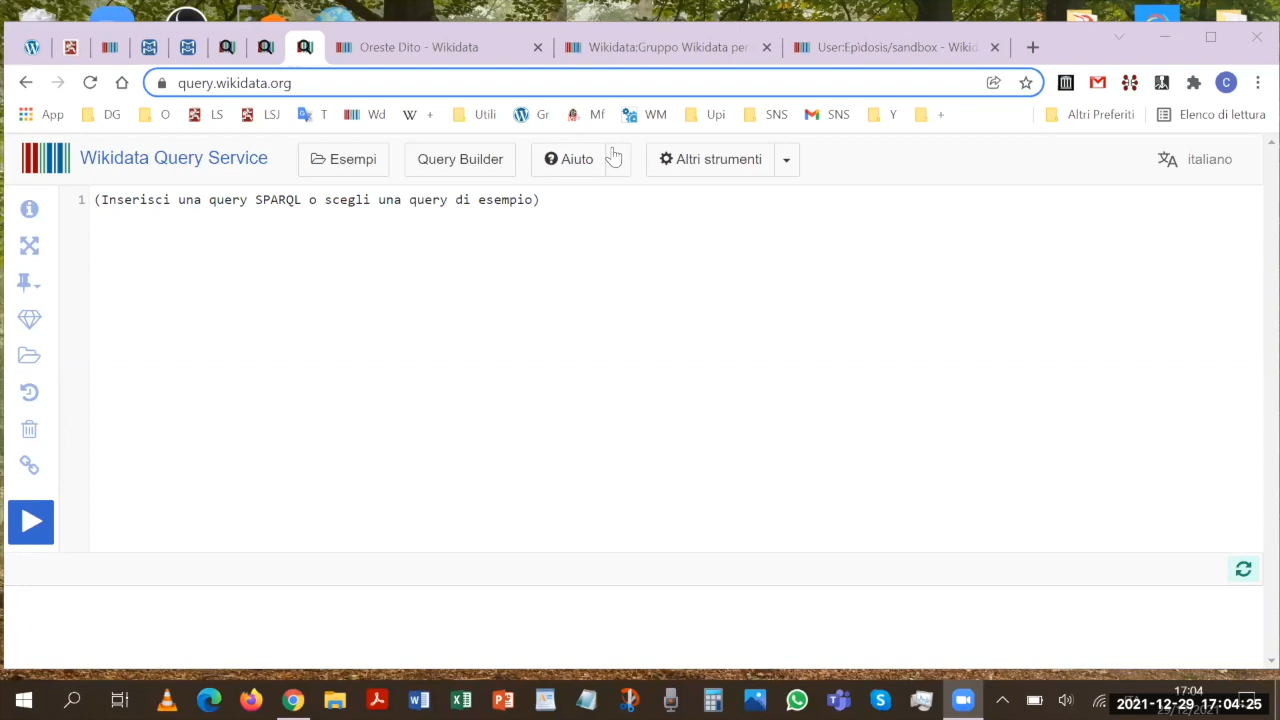 Oreste Dito - Wikidata
Wikidata:Gruppo Wikidata per
User:Epìdosis/sandbox - Wikid
query.wikidata.org
C
App
DG
O
LS
LSJ
T
Wd
+
Utili
Gr
Mf
WM
Upi
SNS
SNS
Y
+
Altri Preferiti
Elenco di lettura
Wikidata Query Service
Esempi
Query Builder
Aiuto
Altri strumenti
italiano
1 (Inserisci una query SPARQL o scegli una query di esempio)
17:04
2021-12-29 17:04:25